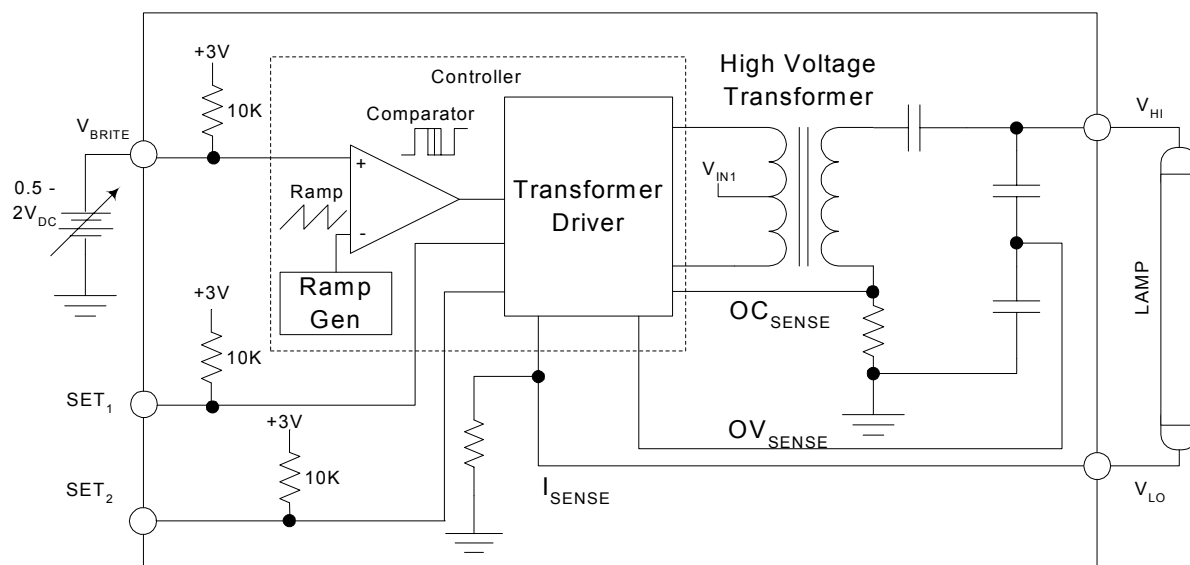 +3V
Controller
High Voltage
Transformer
10K
Comparator
V_BRITE
V_HI
+
Ramp
V_IN1
Transformer
Driver
0.5 -
2V_DC
-
Ramp
Gen
LAMP
+3V
OC_SENSE
10K
SET_1
+3V
OV_SENSE
10K
I_SENSE
SET_2
V_LO